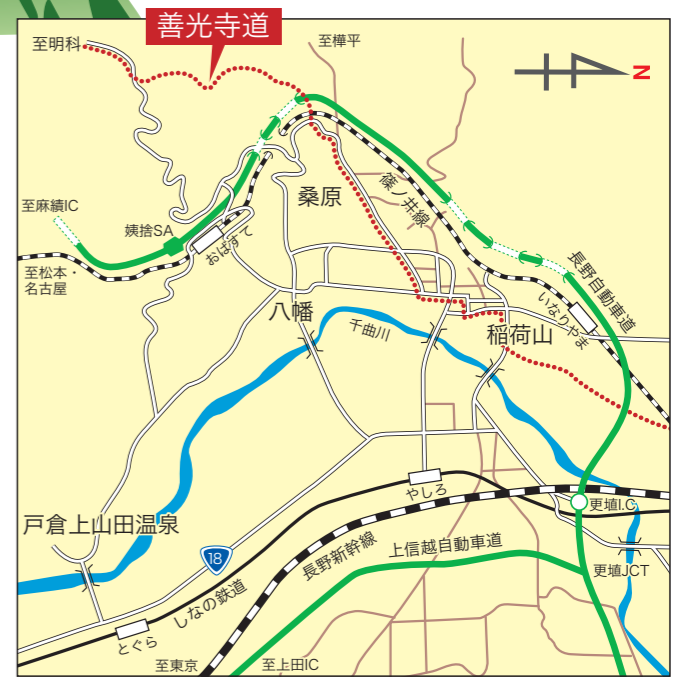 善光寺道
至明科
至樺平
N
至麻績IC
姨捨SA
おばすて
至松本・
名古屋
桑原
篠ノ井線
長野自動車道
いなりやま
八幡
千曲川
稲荷山
やしろ
更埴I.C
更埴JCT
戸倉上山田温泉
18
しなの鉄道
長野新幹線
上信越自動車道
とぐら
至東京
至上田IC